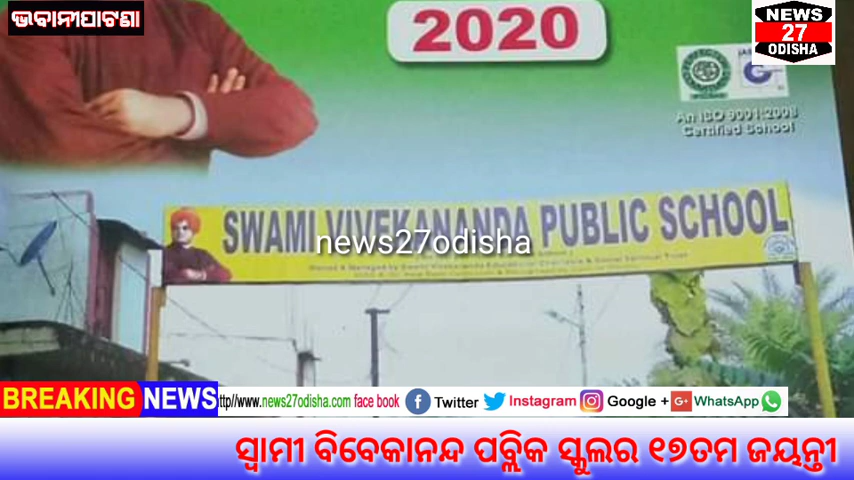 ଭବାନୀପାଟଣା
2020
NEWS
27
ODISHA
An ISO 9001:2008
Certified School
SWAMI VIVEKANANDA PUBLIC SCHOOL
news27odisha
BREAKING NEWS
http//www.news27odisha.com face book Twitter Instagram Google + WhatsApp
ସ୍ୱାମୀ ବିବେକାନନ୍ଦ ପବ୍ଲିକ ସ୍କୁଲର ୧୭ତମ ଜୟନ୍ତୀ